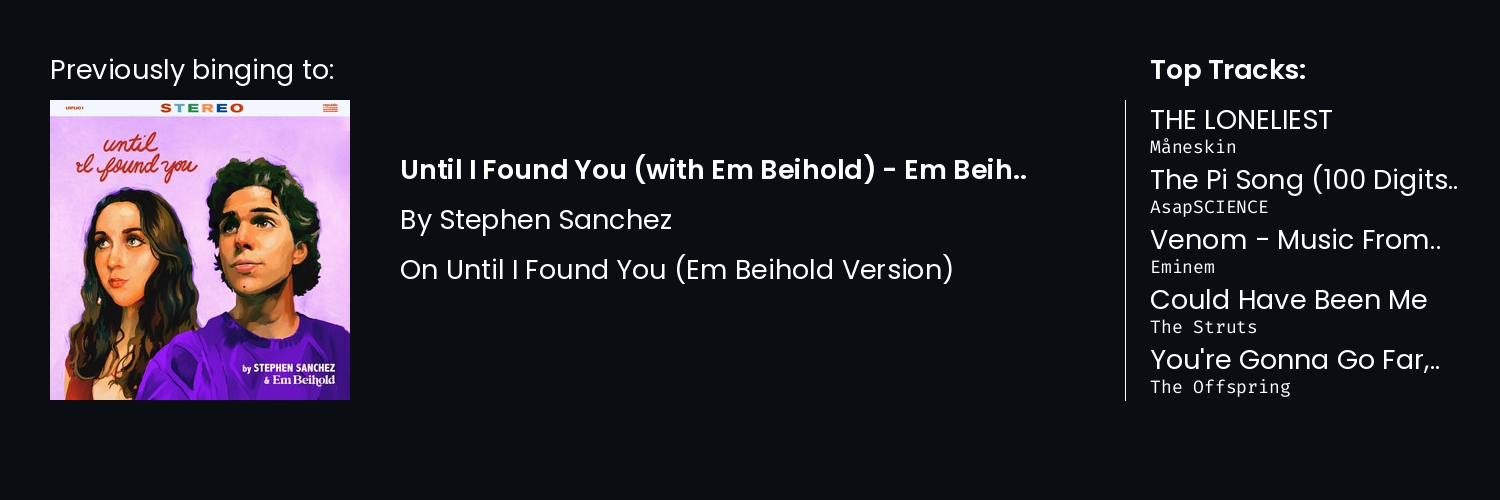 Previously binging to:
STEREO
until
I found you
by STEPHEN SANCHEZ
& Em Beihold
Until I Found You (with Em Beihold) - Em Beih..
By Stephen Sanchez
On Until I Found You (Em Beihold Version)
Top Tracks:
THE LONELIEST
Måneskin
The Pi Song (100 Digits..
AsapSCIENCE
Venom - Music From..
Eminem
Could Have Been Me
The Struts
You're Gonna Go Far,..
The Offspring